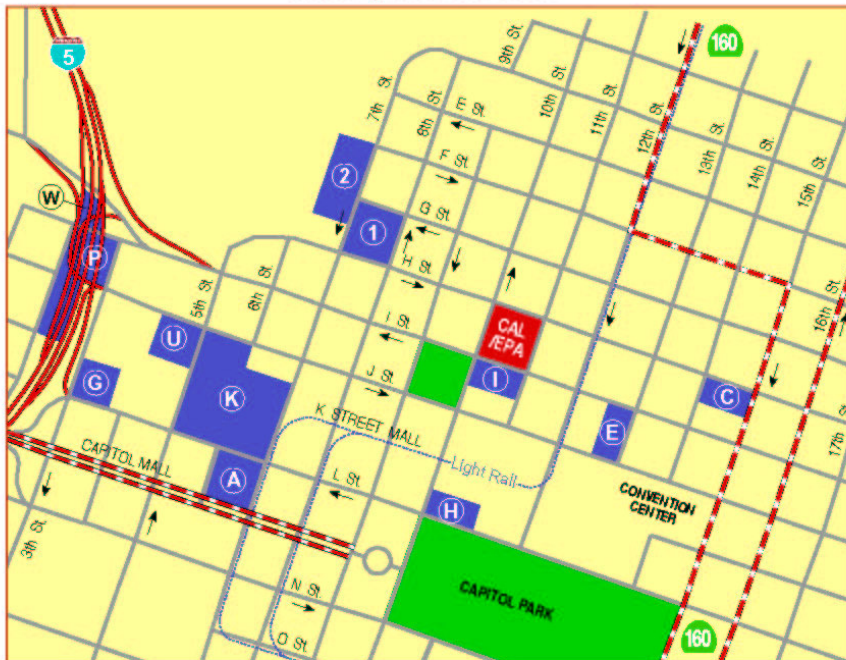 INTERSTATE
5
160
9th St.
7th St.
8th St.
E St.
10th St.
11th St.
12th St.
13th St.
14th St.
15th St.
F St.
2
W
G St.
1
P
H St.
5th St.
6th St.
I St.
CAL
/EPA
16th St.
U
J St.
I
G
K
C
K STREET MALL
E
17th St.
CAPITOL MALL
Light Rail
A
L St.
H
CONVENTION
CENTER
3th St.
N St.
CAPITOL PARK
O St.
160